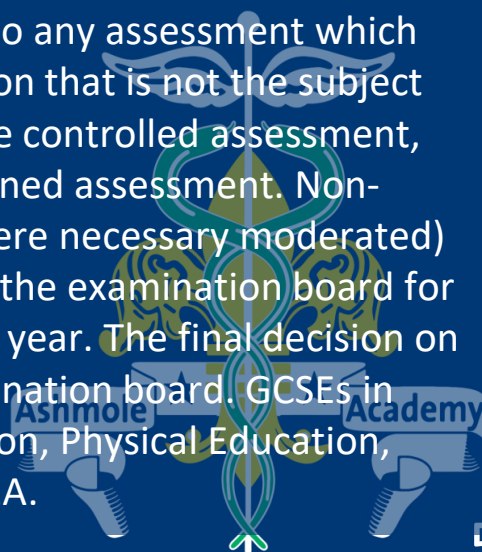 o any assessment which
on that is not the subject
e controlled assessment,
ned assessment. Non-
ere necessary moderated)
the examination board for
year. The final decision on
nation board. GCSEs in
Ashmole Academy
on, Physical Education,
A.